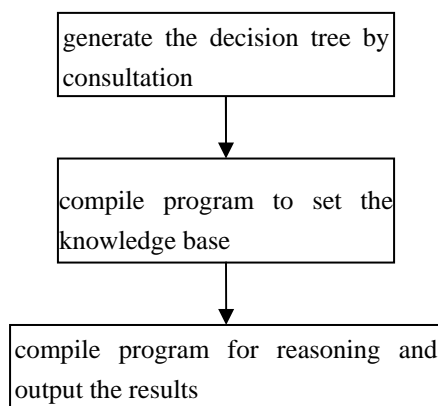 generate the decision tree by
consultation
compile program to set the
knowledge base
compile program for reasoning and
output the results